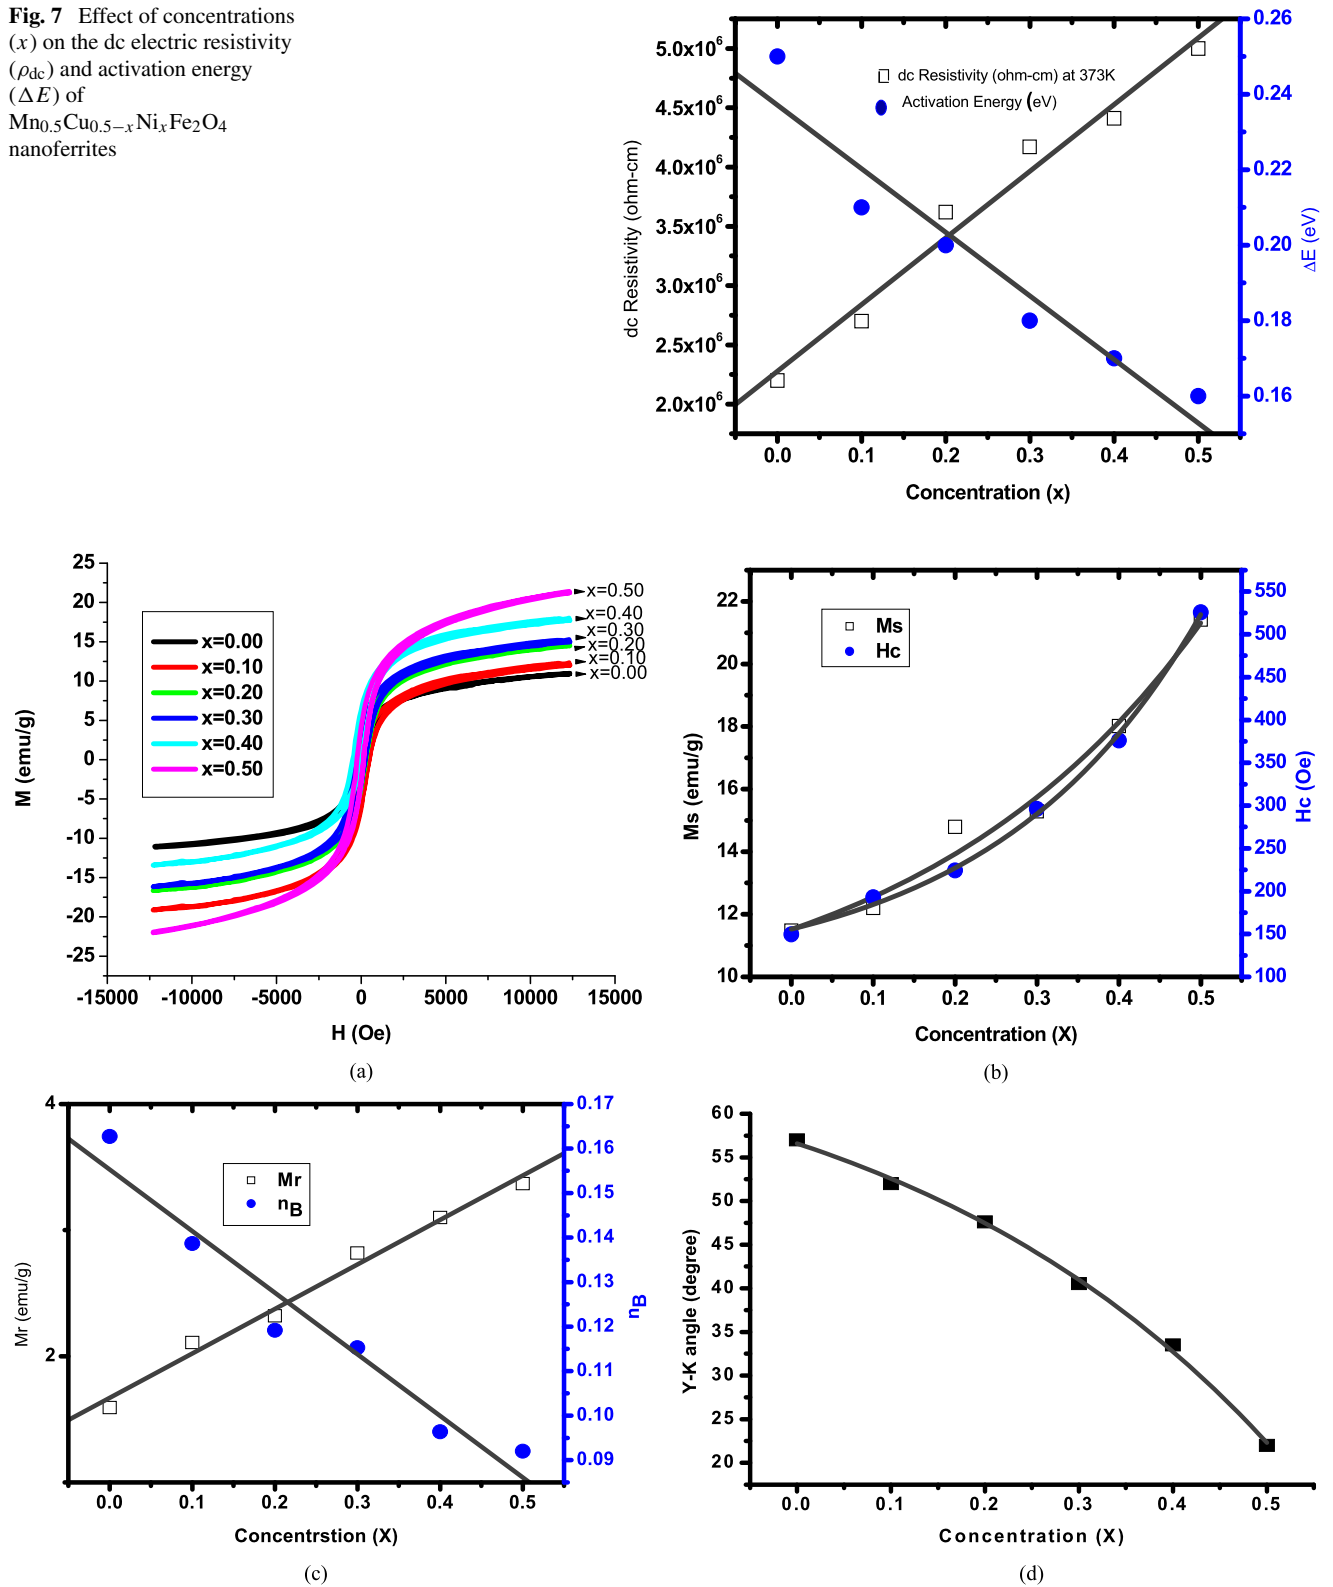 Fig. 7 Effect of concentrations
(x) on the dc electric resistivity
(ρdc) and activation energy
(ΔE) of
Mn0.5Cu0.5−xNixFe2O4
nanoferrites
dc Resistivity (ohm-cm)
5.0x10^6
4.5x10^6
4.0x10^6
3.5x10^6
3.0x10^6
2.5x10^6
2.0x10^6
dc Resistivity (ohm-cm) at 373K
Activation Energy (eV)
0.26
0.24
0.22
0.20
0.18
0.16
ΔE (eV)
0.0 0.1 0.2 0.3 0.4 0.5
Concentration (x)
M (emu/g)
25
20
15
10
5
0
-5
-10
-15
-20
-25
x=0.00
x=0.10
x=0.20
x=0.30
x=0.40
x=0.50
x=0.50
x=0.40
x=0.30
x=0.20
x=0.10
x=0.00
-15000 -10000 -5000 0 5000 10000 15000
H (Oe)
(a)
Ms (emu/g)
22
20
18
16
14
12
10
Ms
Hc
550
500
450
400
350
300
250
200
150
100
Hc (Oe)
0.0 0.1 0.2 0.3 0.4 0.5
Concentration (X)
(b)
Mr (emu/g)
4
2
Mr
nB
0.17
0.16
0.15
0.14
0.13
0.12
0.11
0.10
0.09
nB
0.0 0.1 0.2 0.3 0.4 0.5
Concentrstion (X)
(c)
Y-K angle (degree)
60
55
50
45
40
35
30
25
20
0.0 0.1 0.2 0.3 0.4 0.5
Concentration (X)
(d)